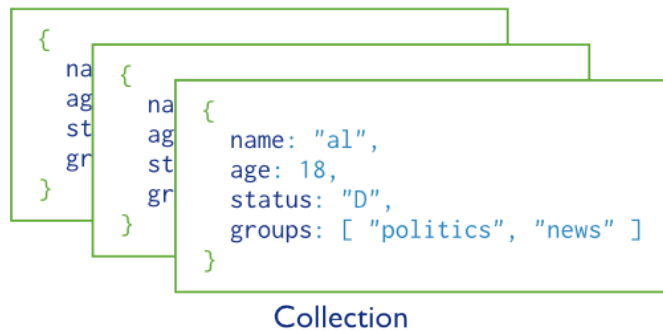 {
na
ag
st
gr
}
{
na
ag
st
gr
}
{
name: "al",
age: 18,
status: "D",
groups: [ "politics", "news" ]
}
Collection